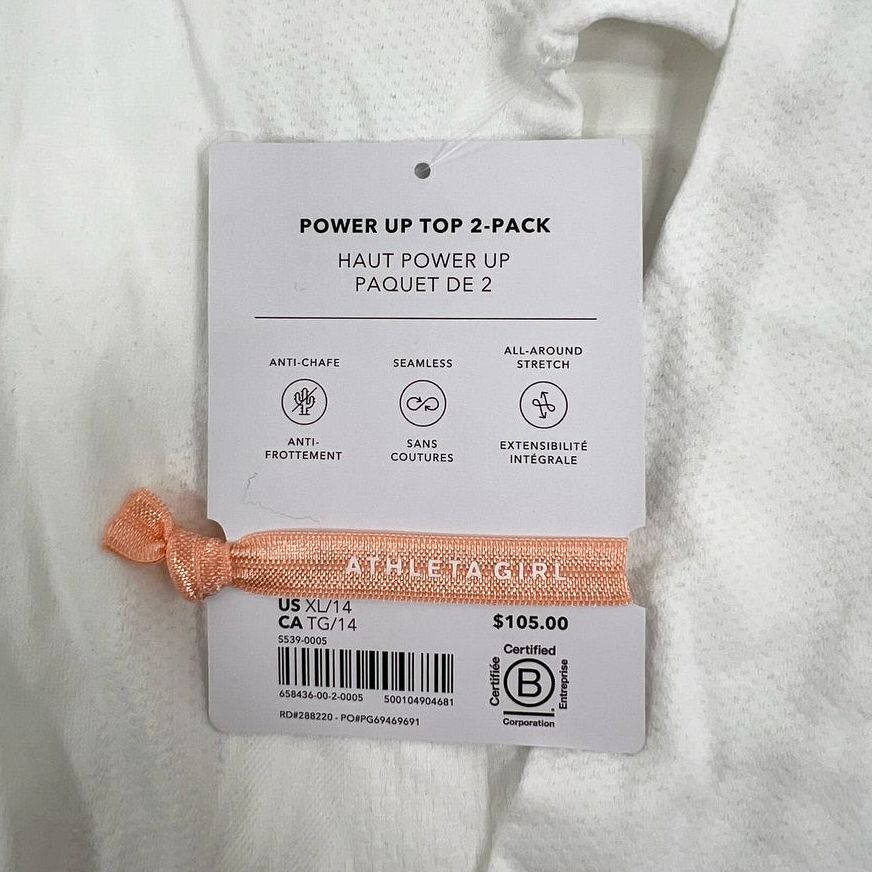 POWER UP TOP 2-PACK
HAUT POWER UP
PAQUET DE 2
ANTI-CHAFE
SEAMLESS
ALL-AROUND
STRETCH
ANTI-
FROTTEMENT
SANS
COUTURES
EXTENSIBILITÉ
INTÉGRALE
ATHLETA GIRL
US XL/14
CA TG/14
$105.00
S539-0005
658436-00-2-0005 500104904681
RD#288220 - PO#PG69469691
Certified
Certifiée
B
Entreprise
Corporation